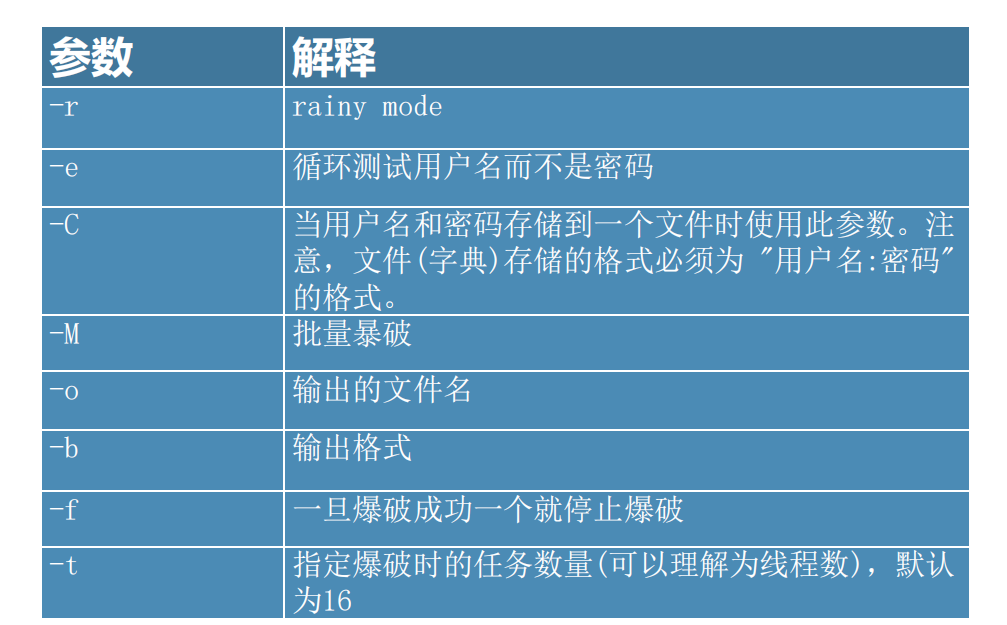 参数 解释
-r rainy mode
-e 循环测试用户名而不是密码
-C 当用户名和密码存储到一个文件时使用此参数。注
意，文件(字典)存储的格式必须为 "用户名:密码"
的格式。
-M 批量暴破
-o 输出的文件名
-b 输出格式
-f 一旦爆破成功一个就停止爆破
-t 指定爆破时的任务数量(可以理解为线程数)，默认
为16